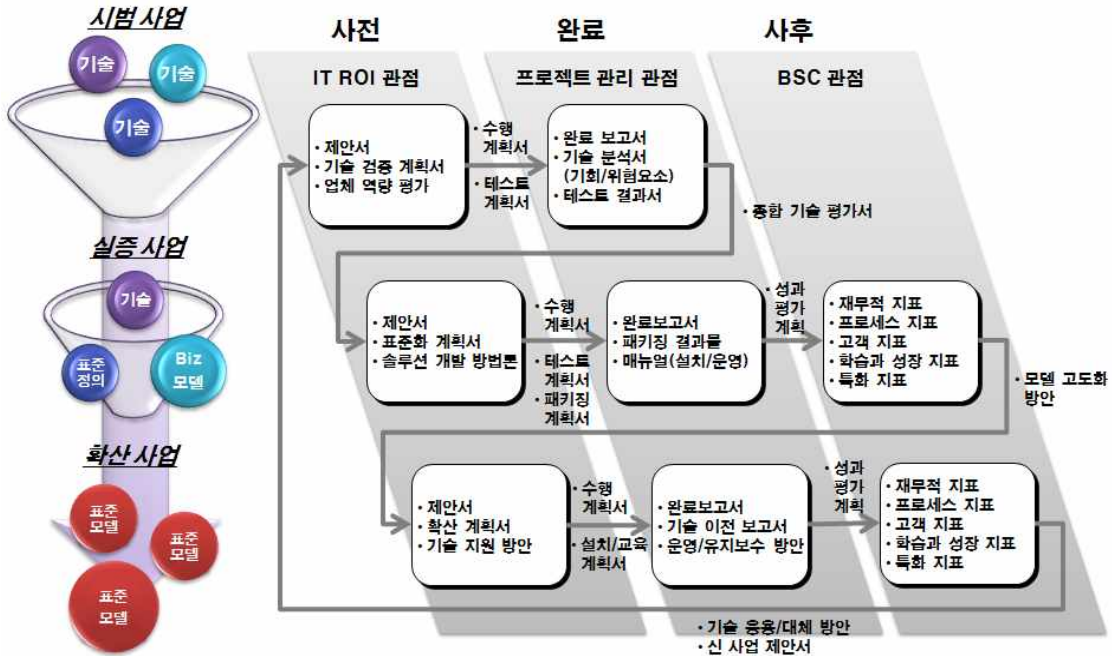 시범 사업
기술
기술
기술
실증 사업
기술
표준
정의
Biz
모델
확산 사업
표준
모델
표준
모델
표준
모델
사전
완료
사후
IT ROI 관점
프로젝트 관리 관점
BSC 관점
• 제안서
• 기술 검증 계획서
• 업체 역량 평가
• 수행
계획서
• 테스트
계획서
• 완료 보고서
• 기술 분석서
(기회/위험요소)
• 테스트 결과서
• 종합 기술 평가서
• 제안서
• 표준화 계획서
• 솔루션 개발 방법론
• 수행
계획서
• 테스트
계획서
• 패키징
계획서
• 완료보고서
• 패키징 결과물
• 매뉴얼(설치/운영)
• 성과
평가
계획
• 재무적 지표
• 프로세스 지표
• 고객 지표
• 학습과 성장 지표
• 특화 지표
• 모델 고도화
방안
• 제안서
• 확산 계획서
• 기술 지원 방안
• 수행
계획서
• 설치/교육
계획서
• 완료보고서
• 기술 이전 보고서
• 운영/유지보수 방안
• 성과
평가
계획
• 재무적 지표
• 프로세스 지표
• 고객 지표
• 학습과 성장 지표
• 특화 지표
• 기술 응용/대체 방안
• 신 사업 제안서